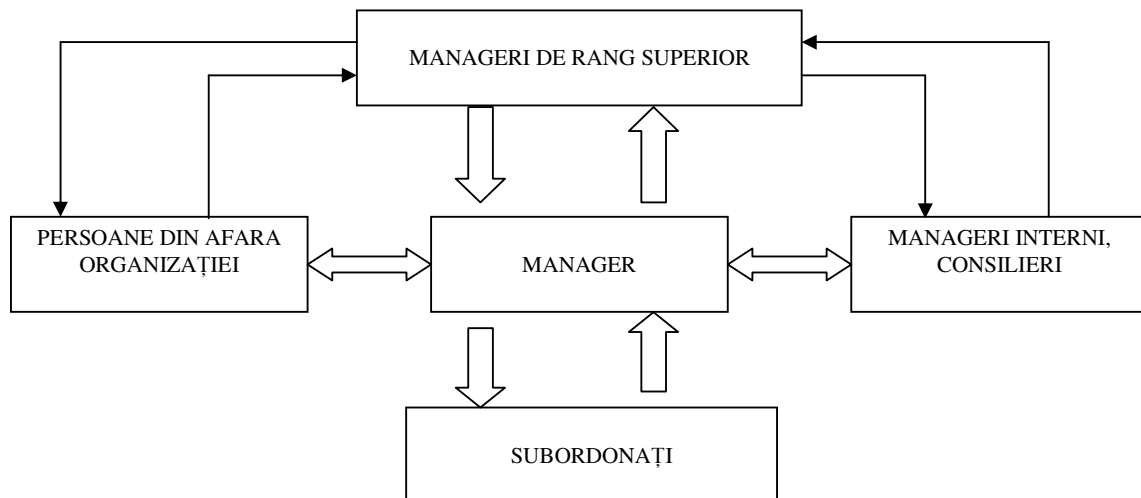 MANAGERI DE RANG SUPERIOR
PERSOANE DIN AFARA
ORGANIZAȚIEI
MANAGER
MANAGERI INTERNI,
CONSILIERI
SUBORDONAȚI